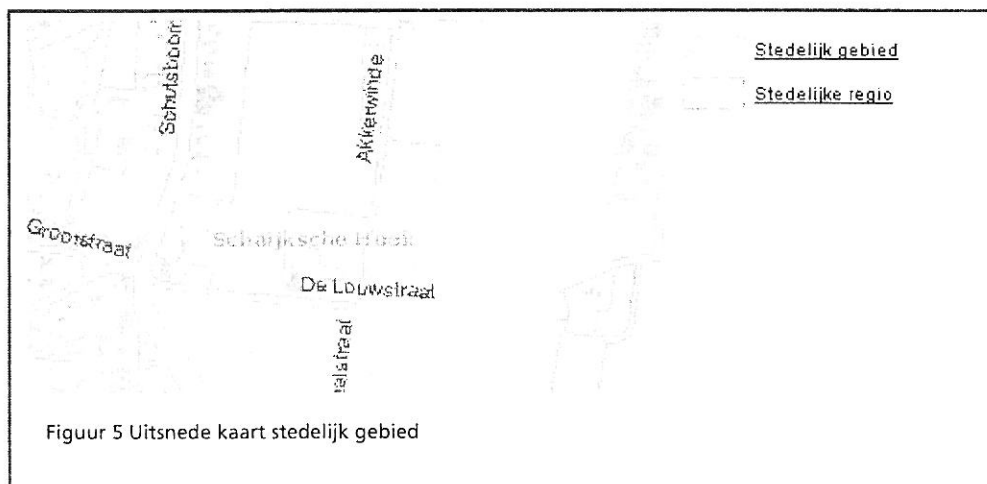 Schutsboom
Akkerwinde
Stedelijk gebied
Stedelijke regio
Grootstraat
Schaijksche Hoek
De Louwstraat
Figuur 5 Uitsnede kaart stedelijk gebied